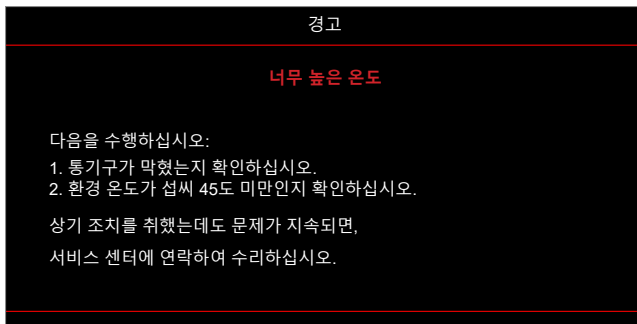 경고
너무 높은 온도
다음을 수행하십시오:
1. 통기구가 막혔는지 확인하십시오.
2. 환경 온도가 섭씨 45도 미만인지 확인하십시오.
상기 조치를 취했는데도 문제가 지속되면,
서비스 센터에 연락하여 수리하십시오.